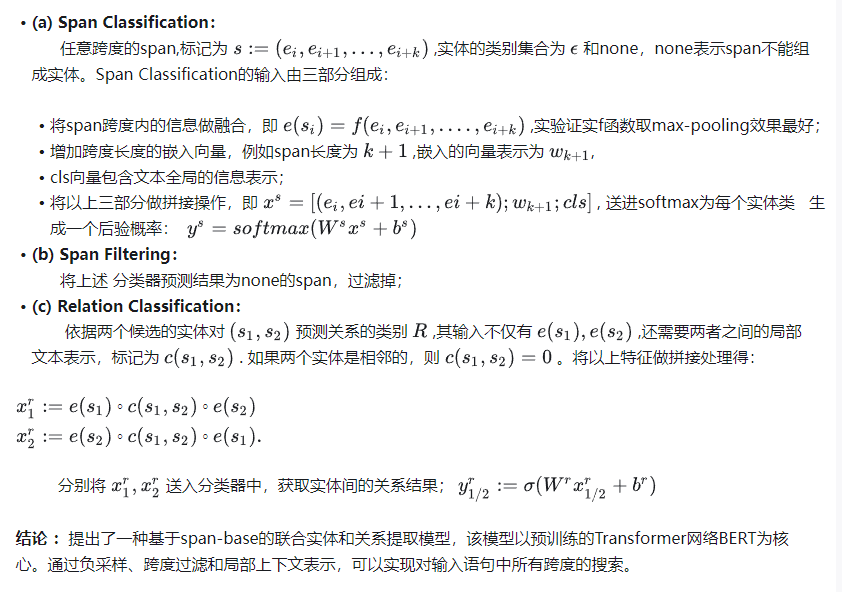 • (a) Span Classification：
任意跨度的span,标记为 s := (e_i, e_{i+1}, . . . , e_{i+k}) ,实体的类别集合为 ϵ 和none，none表示span不能组
成实体。Span Classification的输入由三部分组成：
• 将span跨度内的信息做融合，即 e(s_i) = f(e_i, e_{i+1}, . . . . , e_{i+k}) ,实验证实f函数取max-pooling效果最好；
• 增加跨度长度的嵌入向量，例如span长度为 k + 1 ,嵌入的向量表示为 w_{k+1}，
• cls向量包含文本全局的信息表示；
• 将以上三部分做拼接操作，即 x^s = [(e_i, ei + 1, . . . , ei + k); w_{k+1}; cls] , 送进softmax为每个实体类 生
成一个后验概率： y^s = softmax(W^s x^s + b^s)
• (b) Span Filtering：
将上述 分类器预测结果为none的span，过滤掉；
• (c) Relation Classification：
依据两个候选的实体对 (s_1, s_2) 预测关系的类别 R ,其输入不仅有 e(s_1), e(s_2) ,还需要两者之间的局部
文本表示，标记为 c(s_1, s_2) . 如果两个实体是相邻的，则 c(s_1, s_2) = 0 。将以上特征做拼接处理得：
x_1^r := e(s_1) ∘ c(s_1, s_2) ∘ e(s_2)
x_2^r := e(s_2) ∘ c(s_1, s_2) ∘ e(s_1).
分别将 x_1^r, x_2^r 送入分类器中，获取实体间的关系结果； y_{1/2}^r := σ(W^r x_{1/2}^r + b^r)
结论 ：提出了一种基于span-base的联合实体和关系提取模型，该模型以预训练的Transformer网络BERT为核
心。通过负采样、跨度过滤和局部上下文表示，可以实现对输入语句中所有跨度的搜索。